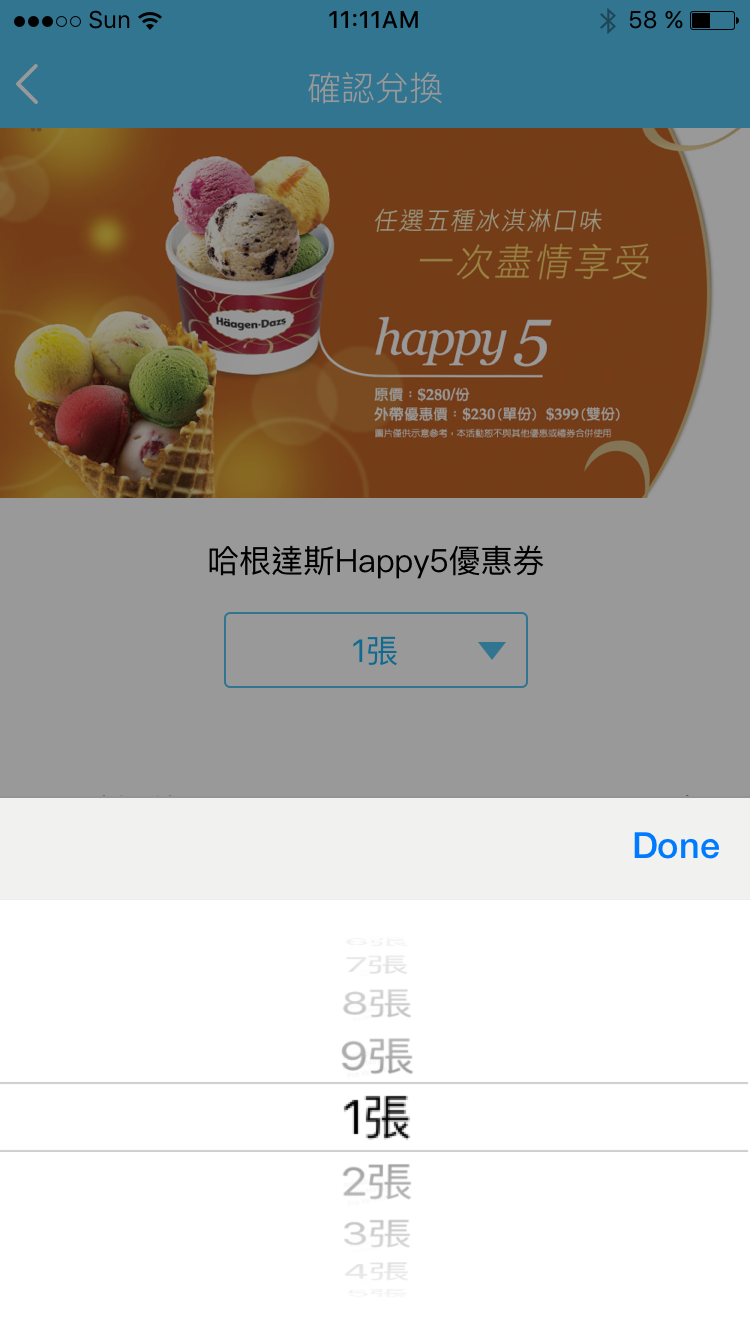 Sun 11:11AM 58 %
確認兌換
任選五種冰淇淋口味
一次盡情享受
Häagen-Dazs
happy 5
原價：$280/份
外帶優惠價：$230(單份) $399(雙份)
圖片僅供示意參考，本活動恕不與其他優惠或禮券合併使用
哈根達斯Happy5優惠券
1張
Done
6張
7張
8張
9張
1張
2張
3張
4張
5張